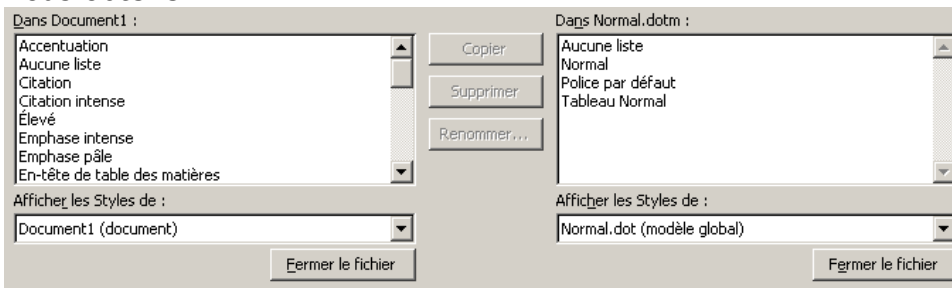 Dans Document1 :
Accentuation
Aucune liste
Citation
Citation intense
Élevé
Emphase intense
Emphase pâle
En-tête de table des matières
Afficher les Styles de :
Document1 (document)
Fermer le fichier
Copier
Supprimer
Renommer...
Dans Normal.dotm :
Aucune liste
Normal
Police par défaut
Tableau Normal
Afficher les Styles de :
Normal.dot (modèle global)
Fermer le fichier